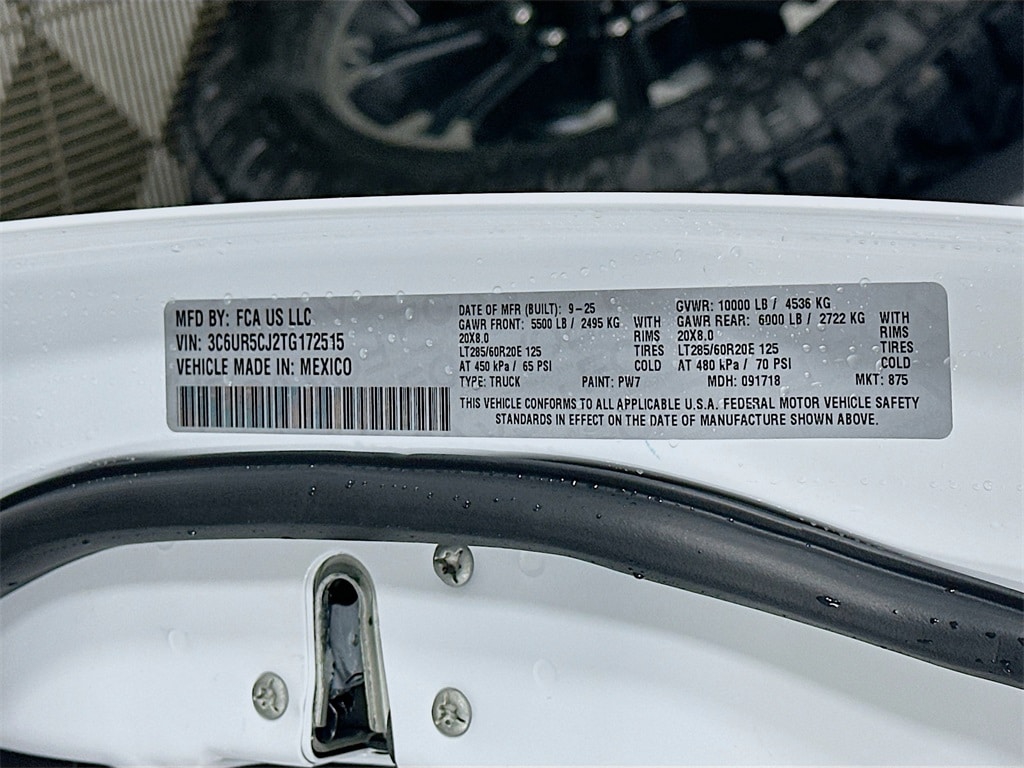 MFD BY: FCA US LLC
VIN: 3C6UR5CJ2TG172515
VEHICLE MADE IN: MEXICO
DATE OF MFR (BUILT): 9-25
GAWR FRONT: 5500 LB / 2495 KG WITH
20X8.0 RIMS
LT285/60R20E 125 TIRES
AT 450 kPa / 65 PSI COLD
TYPE: TRUCK PAINT: PW7
GVWR: 10000 LB / 4536 KG
GAWR REAR: 6000 LB / 2722 KG WITH
20X8.0 RIMS
LT285/60R20E 125 TIRES
AT 480 kPa / 70 PSI COLD
MDH: 091718 MKT: 875
THIS VEHICLE CONFORMS TO ALL APPLICABLE U.S.A. FEDERAL MOTOR VEHICLE SAFETY
STANDARDS IN EFFECT ON THE DATE OF MANUFACTURE SHOWN ABOVE.